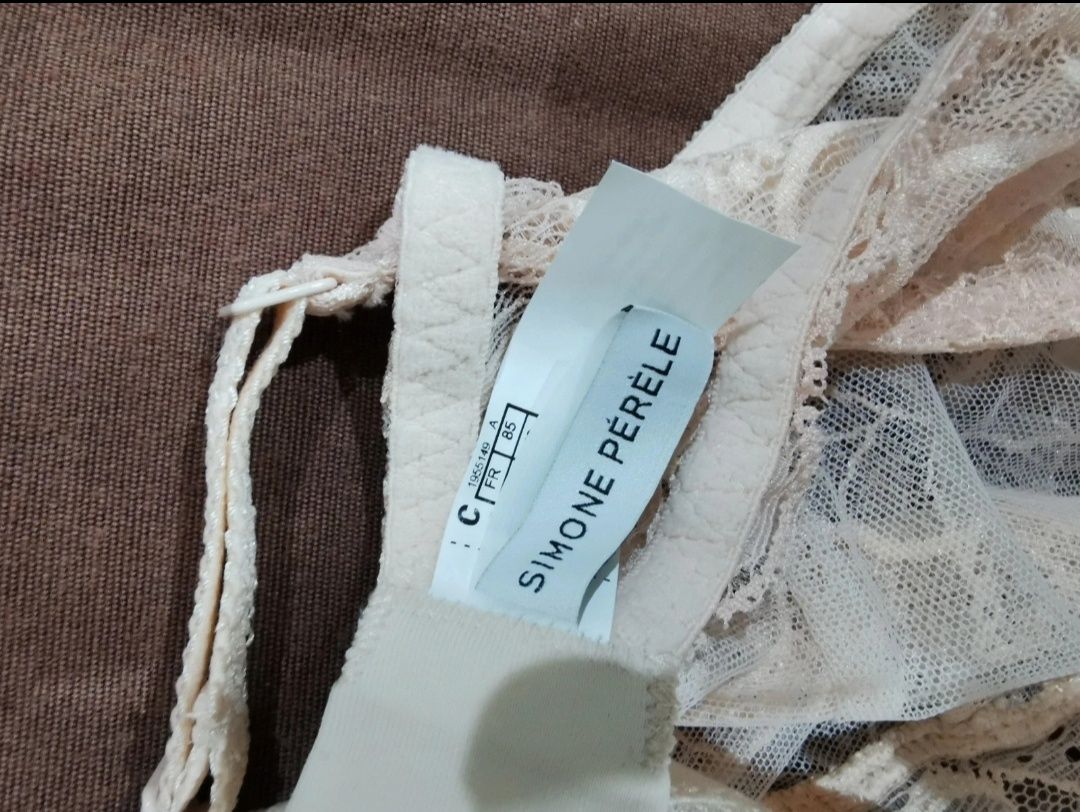 SIMONE PÉRÈLE
1955149 A
FR 85
C